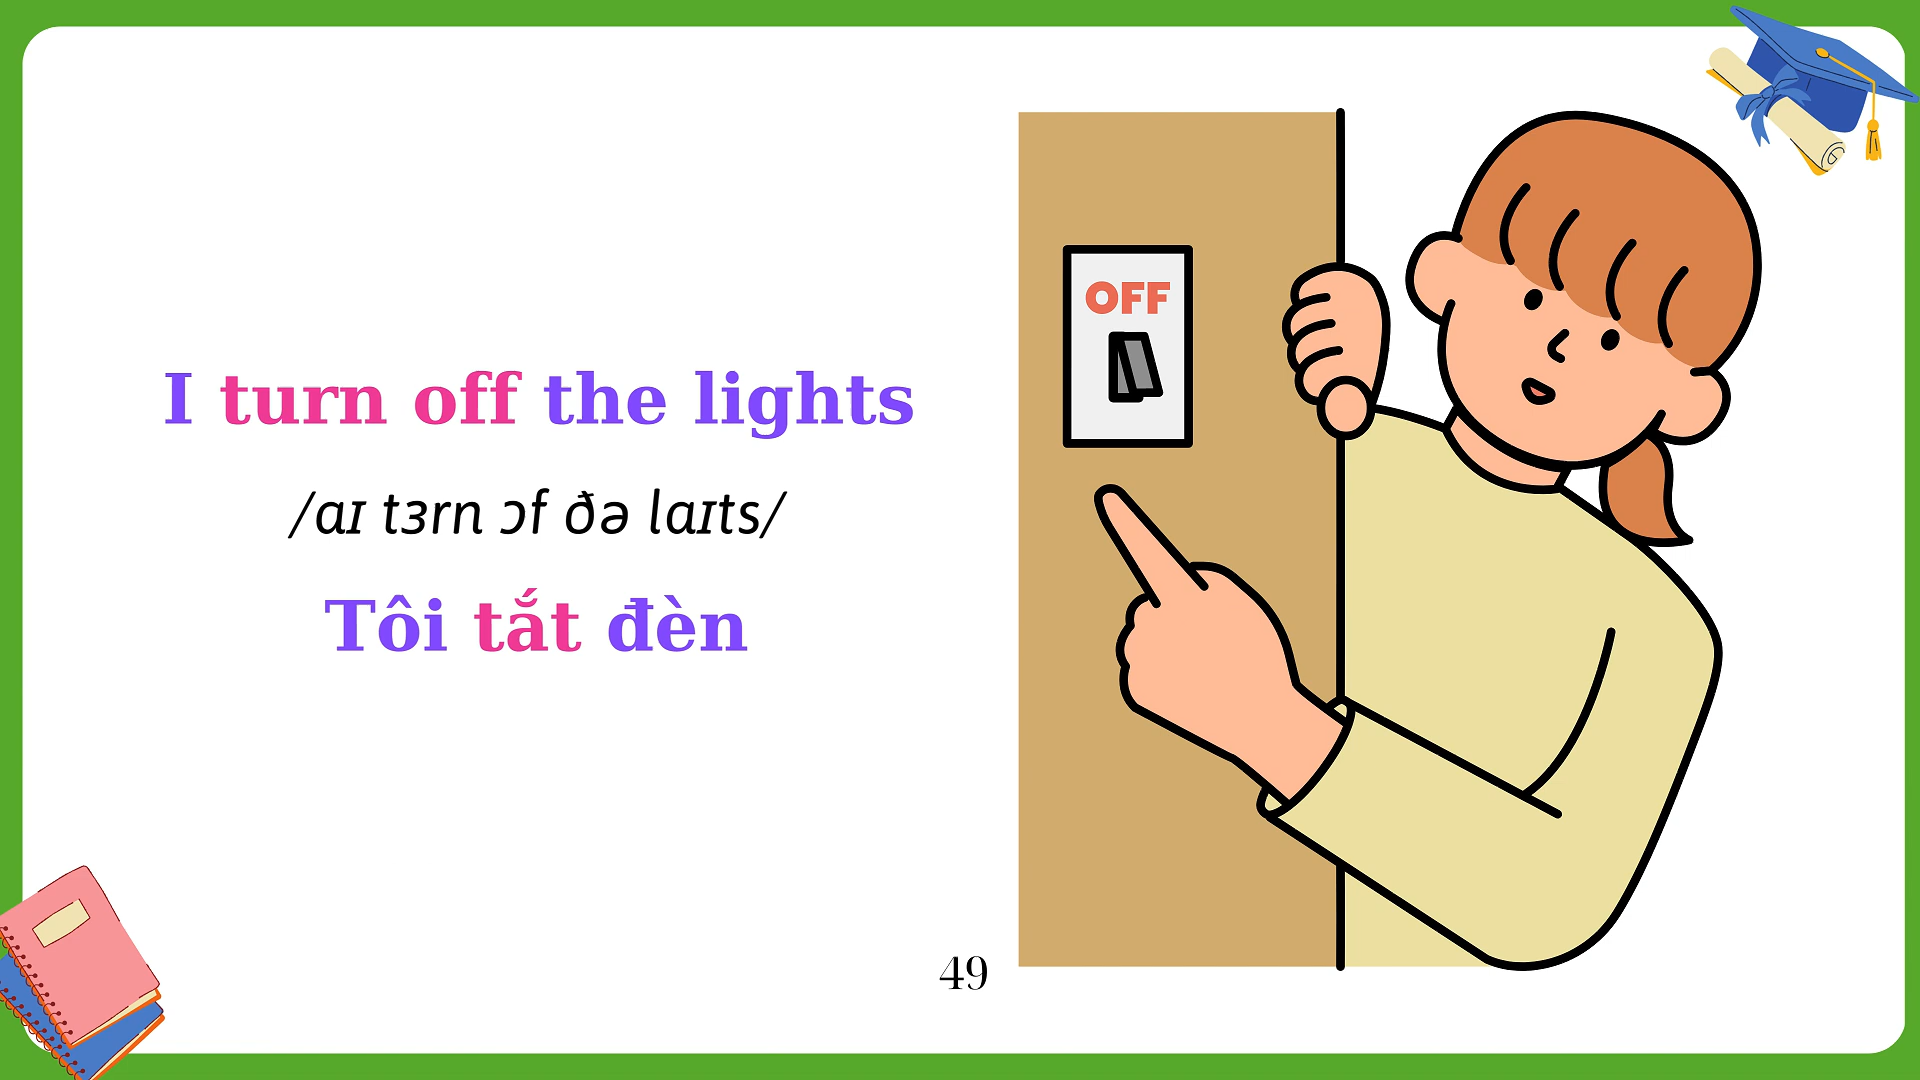 I turn off the lights
/aɪ tɜrn ɔf ðə laɪts/
Tôi tắt đèn
OFF
49